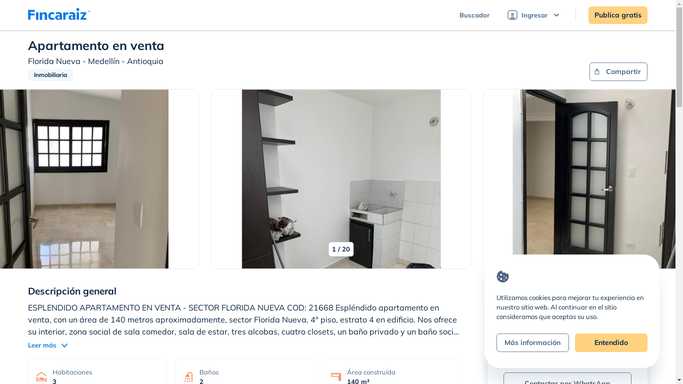 Fincaraiz
Buscador
Ingresar
Publica gratis
Apartamento en venta
Florida Nueva - Medellín - Antioquia
Inmobiliaria
Compartir
1 / 20
Descripción general
ESPLENDIDO APARTAMENTO EN VENTA - SECTOR FLORIDA NUEVA COD: 21668 Espléndido apartamento en
venta, con un área de 140 metros aproximadamente, sector Florida Nueva, 4° piso, estrato 4 en edificio. Nos ofrece
su interior, zona social de sala comedor, sala de estar, tres alcobas, cuatro closets, un baño privado y un baño soci...
Leer más
Habitaciones
3
Baños
2
Área construida
140 m²
Utilizamos cookies para mejorar tu experiencia en
nuestro sitio web. Al continuar en el sitio
consideramos que aceptas su uso.
Más información
Entendido
Contactar por WhatsApp